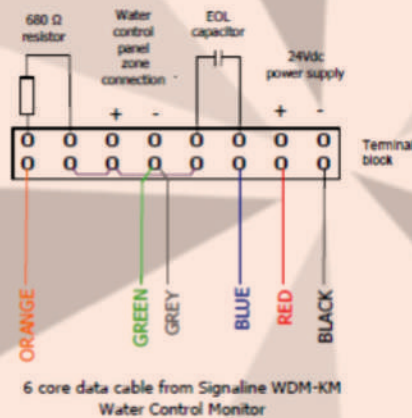 680 Ω
resistor
Water
control
panel
zone
connection
EOL
capacitor
24Vdc
power supply
+ - + -
Terminal
block
ORANGE
GREEN
GREY
BLUE
RED
BLACK
6 core data cable from Signaline WDM-KM
Water Control Monitor